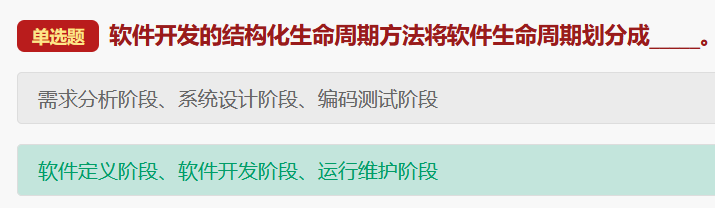 单选题 软件开发的结构化生命周期方法将软件生命周期划分成_____。
需求分析阶段、系统设计阶段、编码测试阶段
软件定义阶段、软件开发阶段、运行维护阶段